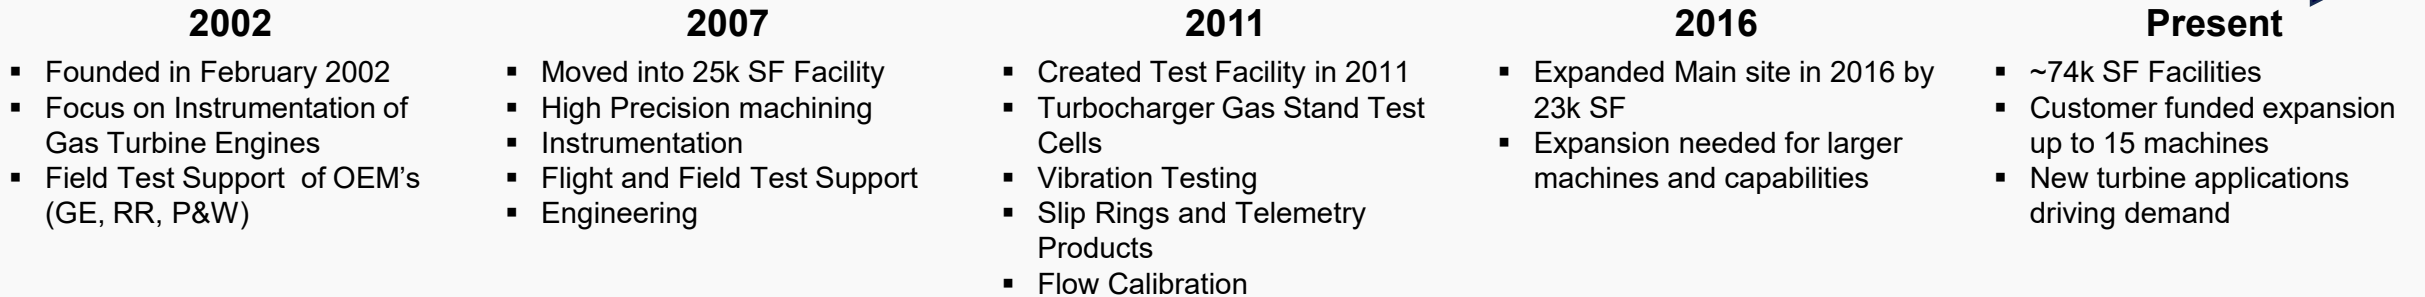 2002
▪ Founded in February 2002
▪ Focus on Instrumentation of
Gas Turbine Engines
▪ Field Test Support  of OEM’s
(GE, RR, P&W)
2007
▪ Moved into 25k SF Facility
▪ High Precision machining
▪ Instrumentation
▪ Flight and Field Test Support
▪ Engineering
2011
▪ Created Test Facility in 2011
▪ Turbocharger Gas Stand Test
Cells
▪ Vibration Testing
▪ Slip Rings and Telemetry
Products
▪ Flow Calibration
2016
▪ Expanded Main site in 2016 by
23k SF
▪ Expansion needed for larger
machines and capabilities
Present
▪ ~74k SF Facilities
▪ Customer funded expansion
up to 15 machines
▪ New turbine applications
driving demand